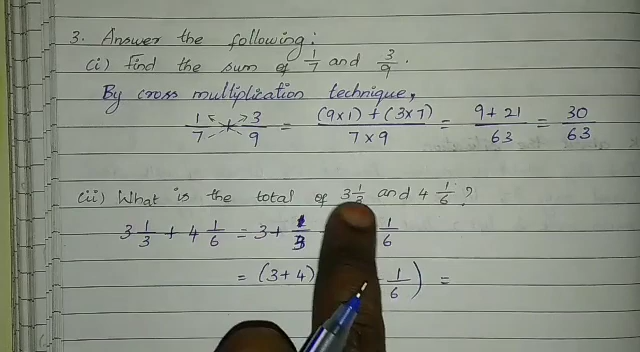 3. Answer the following:
(i) Find the sum of 1/7 and 3/9.
By cross multiplication technique,
1/7 3/9 = (9×1) + (3×7) / 7×9 = 9+21 / 63 = 30/63
(ii) What is the total of 3 1/3 and 4 1/6?
3 1/3 + 4 1/6 = 3 + 1/3 1/6
= (3+4) 1/6) =